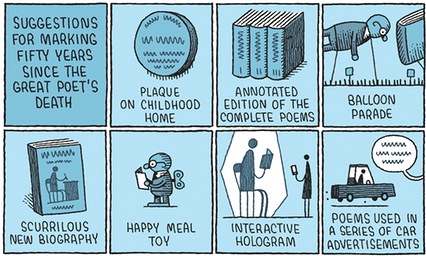 SUGGESTIONS
FOR MARKING
FIFTY YEARS
SINCE THE
GREAT POET'S
DEATH
PLAQUE
ON CHILDHOOD
HOME
ANNOTATED
EDITION OF THE
COMPLETE POEMS
BALLOON
PARADE
SCURRILOUS
NEW BIOGRAPHY
HAPPY MEAL
TOY
INTERACTIVE
HOLOGRAM
POEMS USED IN
A SERIES OF CAR
ADVERTISEMENTS